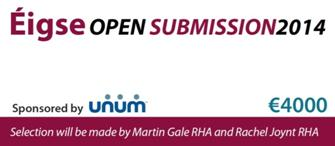 Éigse OPEN SUBMISSION2014
Sponsored by unum
€4000
Selection will be made by Martin Gale RHA and Rachel Joynt RHA